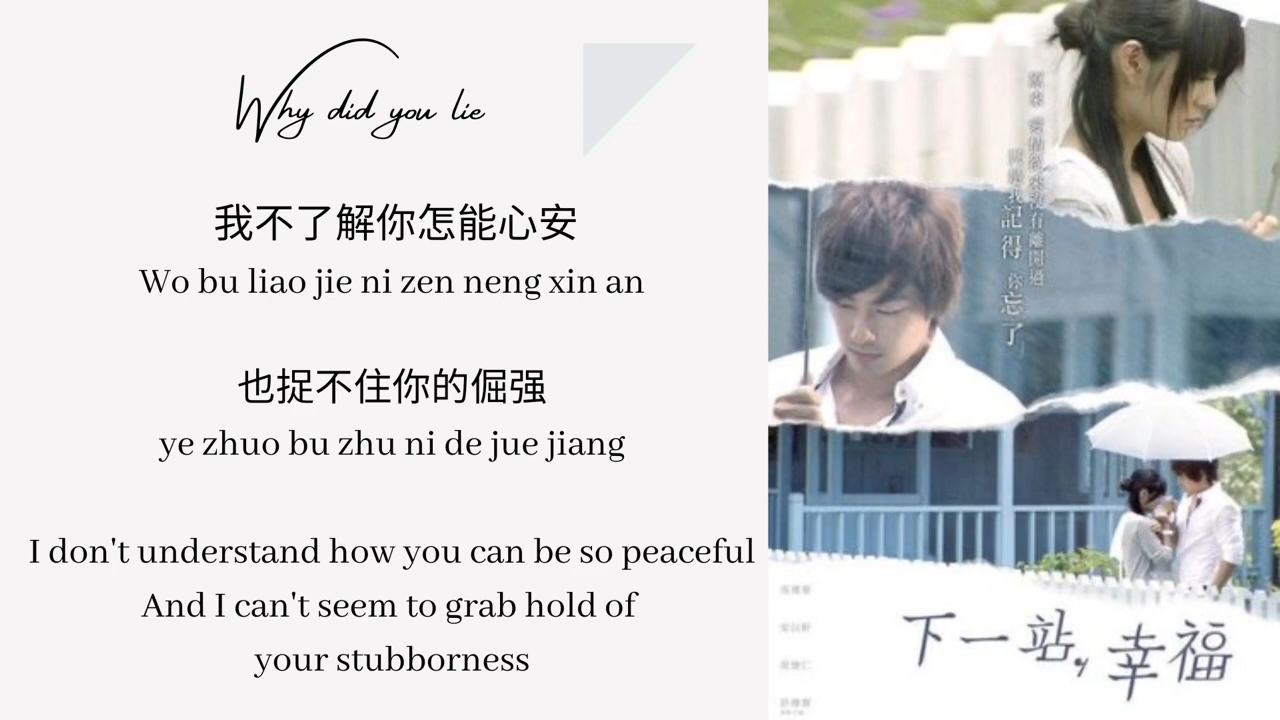 Why did you lie
我不了解你怎能心安
Wo bu liao jie ni zen neng xin an
也捉不住你的倔强
ye zhuo bu zhu ni de jue jiang
I don't understand how you can be so peaceful
And I can't seem to grab hold of
your stubborness
記得 你忘了
下一站, 幸福